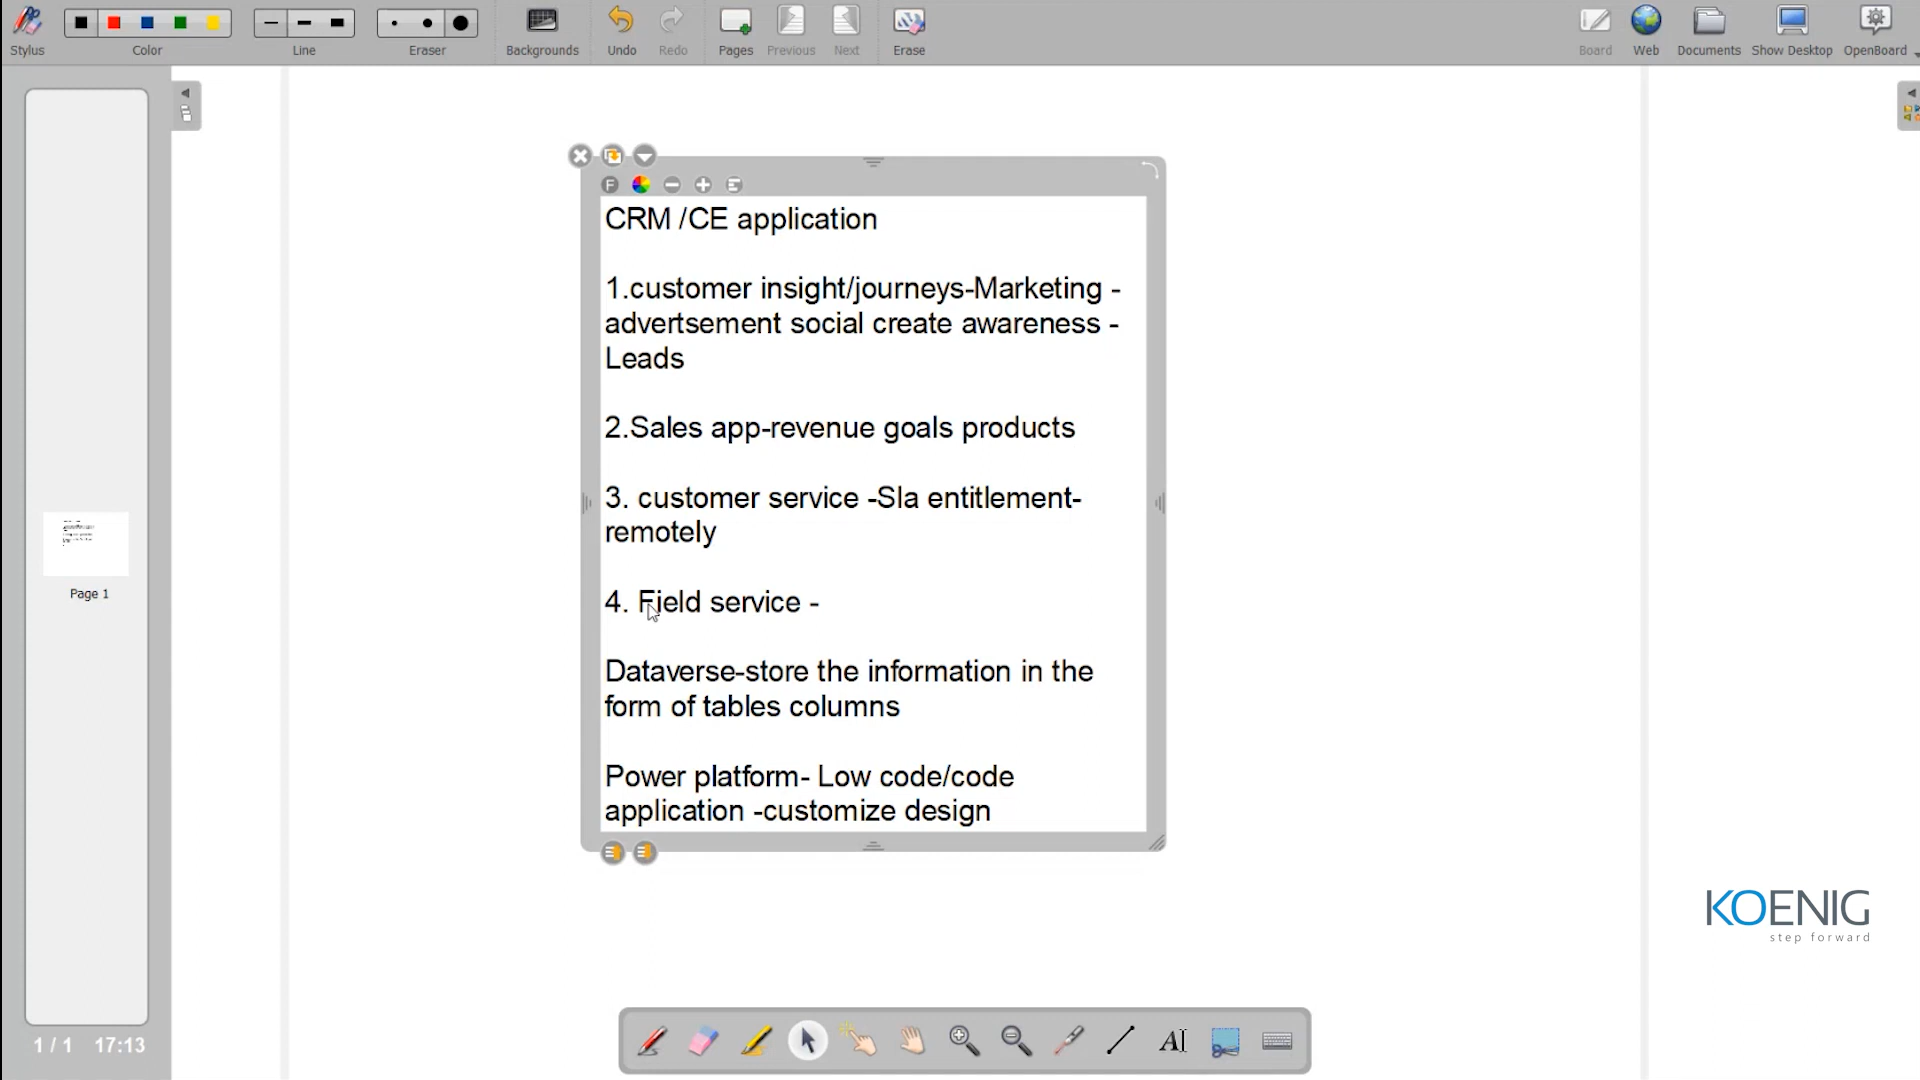 Stylus
Color
Line
Eraser
Backgrounds
Undo
Redo
Pages
Previous
Next
Erase
Board
Web
Documents
Show Desktop
OpenBoard
F
CRM /CE application
1.customer insight/journeys-Marketing -
advertsement social create awareness -
Leads
2.Sales app-revenue goals products
3. customer service -Sla entitlement-
remotely
4. Field service -
Dataverse-store the information in the
form of tables columns
Power platform- Low code/code
application -customize design
Page 1
KOENIG
step forward
1 / 1 17:13
AI